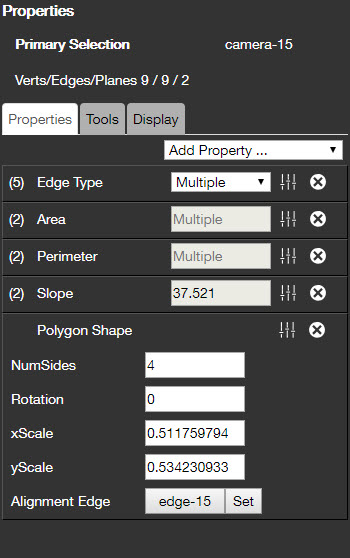 Properties
Primary Selection camera-15
Verts/Edges/Planes 9 / 9 / 2
Properties Tools Display
Add Property ...
(5) Edge Type Multiple
(2) Area Multiple
(2) Perimeter Multiple
(2) Slope 37.521
Polygon Shape
NumSides 4
Rotation 0
xScale 0.511759794
yScale 0.534230933
Alignment Edge edge-15 Set